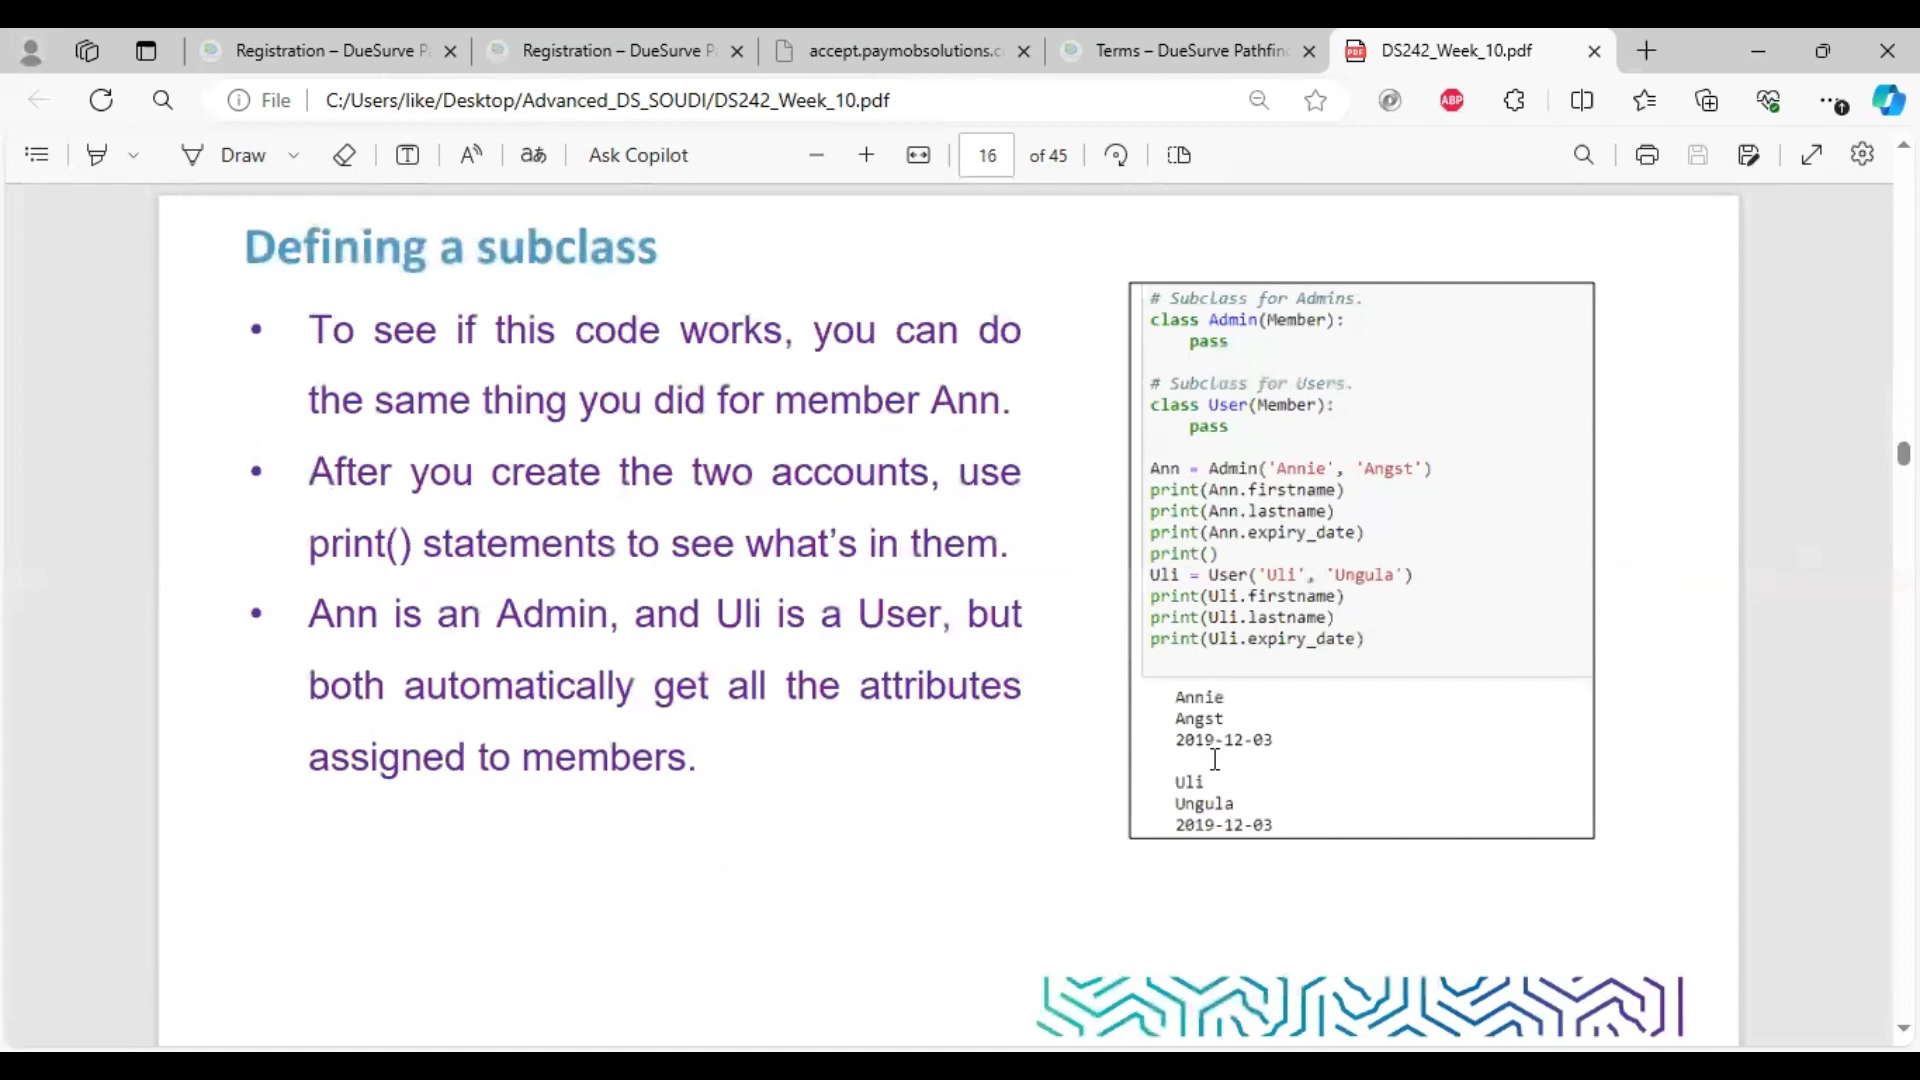 Registration – DueSurve P
Registration – DueSurve P
accept.paymobsolutions.c
Terms – DueSurve Pathfin
DS242_Week_10.pdf
File
C:/Users/like/Desktop/Advanced_DS_SOUDI/DS242_Week_10.pdf
ABP
Draw
Ask Copilot
16
of 45
Defining a subclass
• To see if this code works, you can do
the same thing you did for member Ann.
• After you create the two accounts, use
print() statements to see what’s in them.
• Ann is an Admin, and Uli is a User, but
both automatically get all the attributes
assigned to members.
# Subclass for Admins.
class Admin(Member):
pass
# Subclass for Users.
class User(Member):
pass
Ann = Admin('Annie', 'Angst')
print(Ann.firstname)
print(Ann.lastname)
print(Ann.expiry_date)
print()
Uli = User('Uli', 'Ungula')
print(Uli.firstname)
print(Uli.lastname)
print(Uli.expiry_date)
Annie
Angst
2019-12-03
Uli
Ungula
2019-12-03